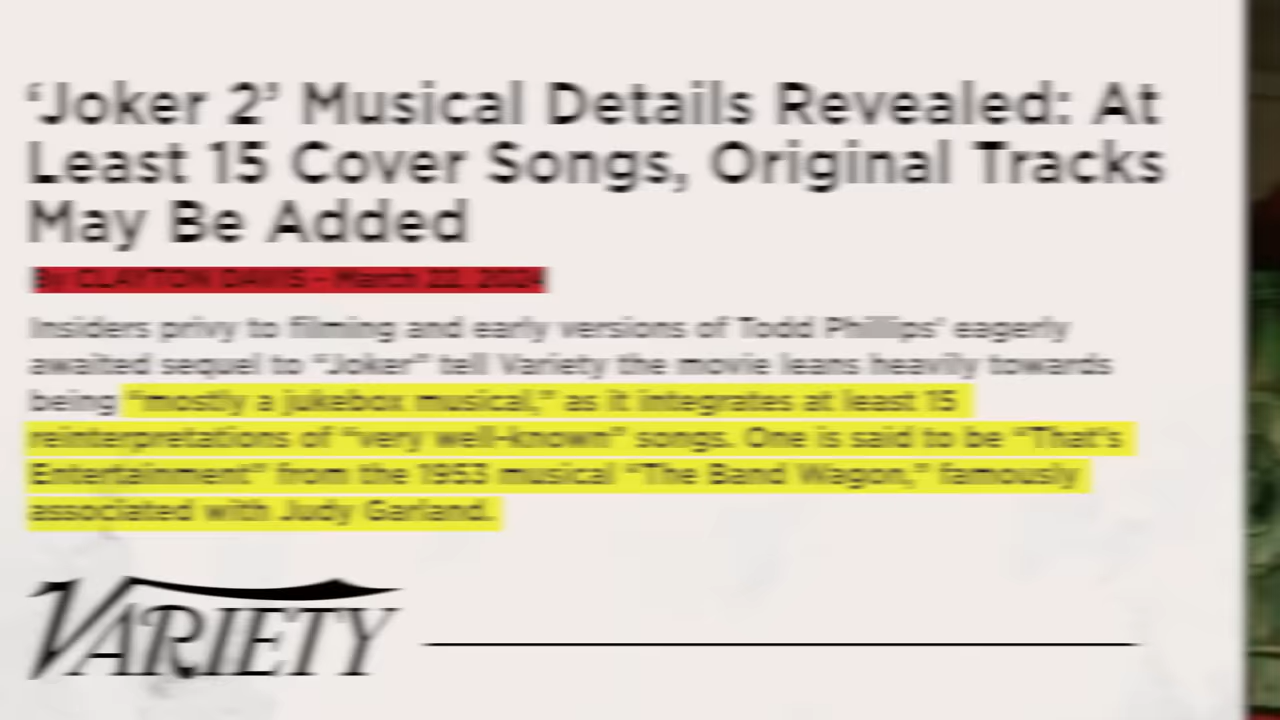 ‘Joker 2’ Musical Details Revealed: At
Least 15 Cover Songs, Original Tracks
May Be Added
By CLAYTON DAVIS - March 22, 2024
Insiders privy to filming and early versions of Todd Phillips’ eagerly
awaited sequel to “Joker” tell Variety the movie leans heavily towards
being “mostly a jukebox musical,” as it integrates at least 15
reinterpretations of “very well-known” songs. One is said to be “That’s
Entertainment” from the 1953 musical “The Band Wagon,” famously
associated with Judy Garland.
VARIETY